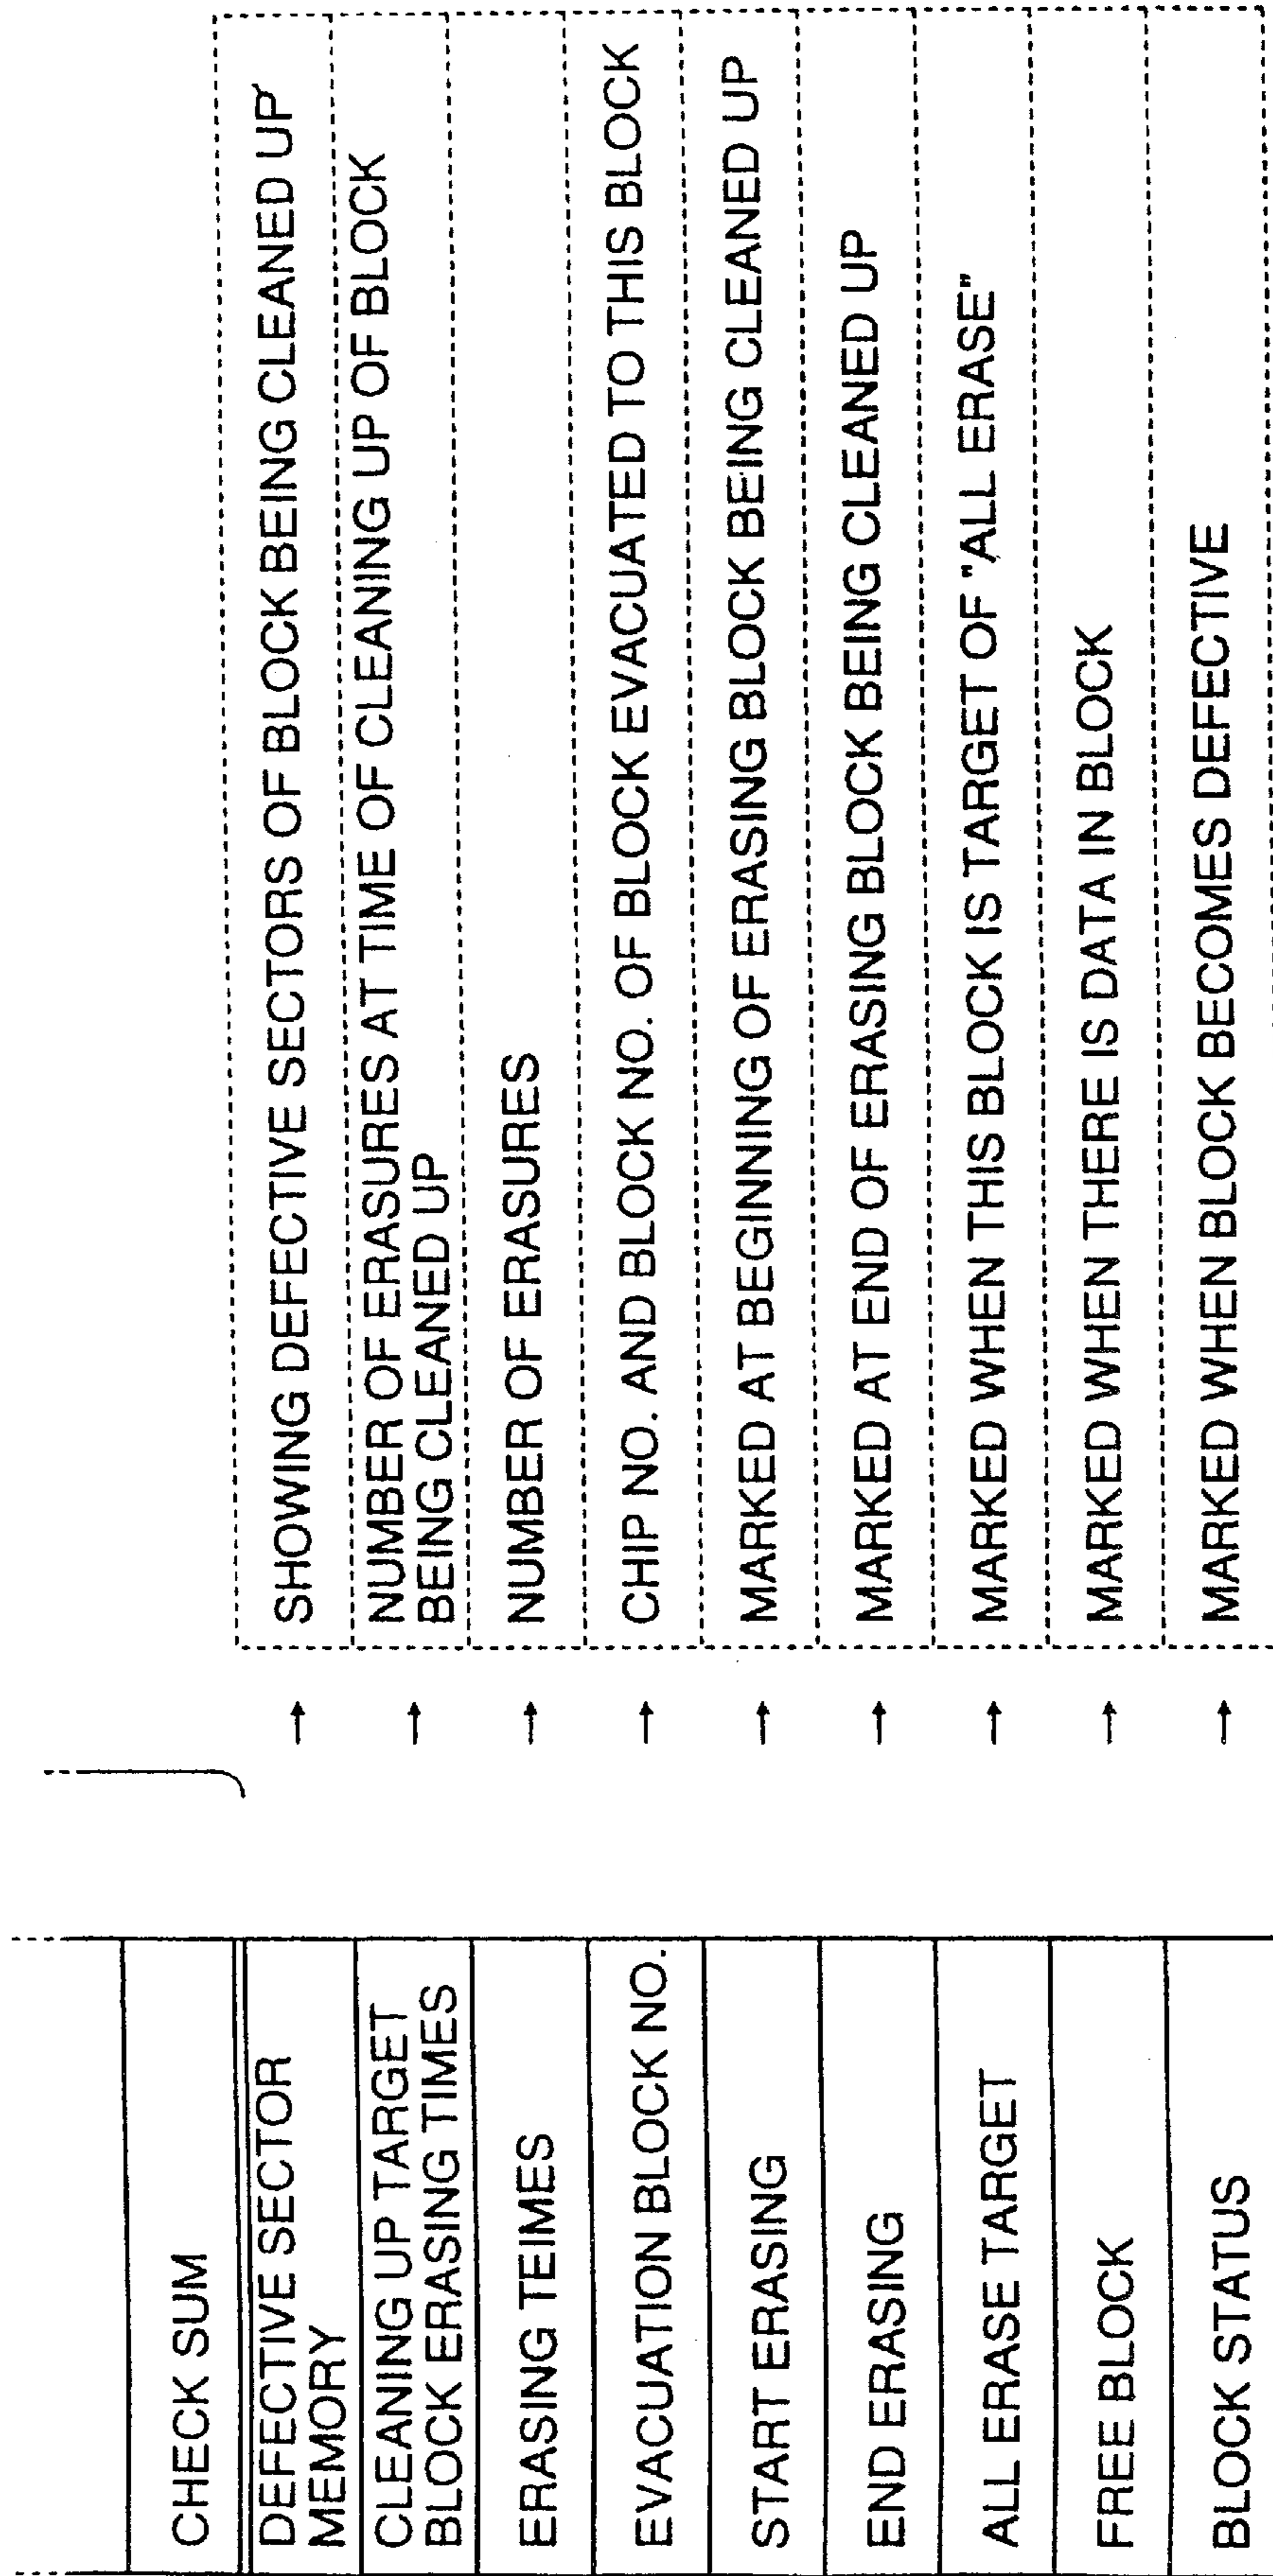 CHECK SUM
DEFECTIVE SECTOR
MEMORY
→ SHOWING DEFECTIVE SECTORS OF BLOCK BEING CLEANED UP
CLEANING UP TARGET
BLOCK ERASING TIMES
→ NUMBER OF ERASURES AT TIME OF CLEANING UP OF BLOCK
BEING CLEANED UP
ERASING TEIMES
→ NUMBER OF ERASURES
EVACUATION BLOCK NO.
→ CHIP NO. AND BLOCK NO. OF BLOCK EVACUATED TO THIS BLOCK
START ERASING
→ MARKED AT BEGINNING OF ERASING BLOCK BEING CLEANED UP
END ERASING
→ MARKED AT END OF ERASING BLOCK BEING CLEANED UP
ALL ERASE TARGET
→ MARKED WHEN THIS BLOCK IS TARGET OF "ALL ERASE"
FREE BLOCK
→ MARKED WHEN THERE IS DATA IN BLOCK
BLOCK STATUS
→ MARKED WHEN BLOCK BECOMES DEFECTIVE